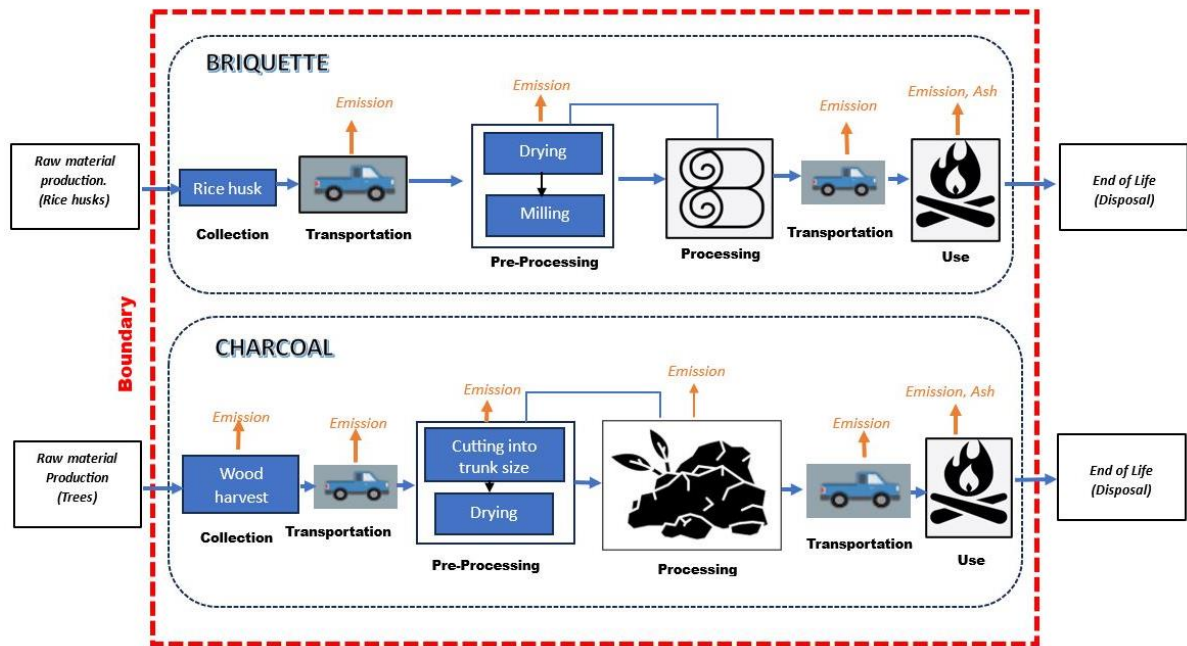 BRIQUETTE
Emission
Emission
Emission
Emission, Ash
Raw material
production.
(Rice husks)
Rice husk
Drying
Milling
End of Life
(Disposal)
Collection
Transportation
Pre-Processing
Processing
Transportation
Use
Boundary
CHARCOAL
Emission
Emission
Emission
Emission
Emission
Emission, Ash
Raw material
Production
(Trees)
Wood
harvest
Cutting into
trunk size
Drying
End of Life
(Disposal)
Collection
Transportation
Pre-Processing
Processing
Transportation
Use